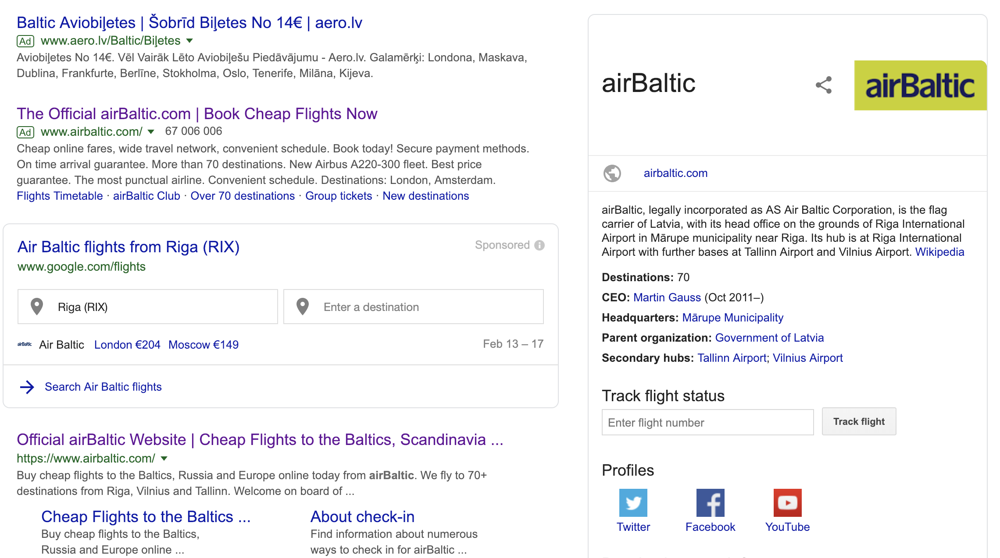 Baltic Aviobiļetes | Šobrīd Biļetes No 14€ | aero.lv
Ad www.aero.lv/Baltic/Biļetes
Aviobiļetes No 14€. Vēl Vairāk Lēto Aviobiļešu Piedāvājumu - Aero.lv. Galamērķi: Londona, Maskava,
Dublina, Frankfurte, Berlīne, Stokholma, Oslo, Tenerife, Milāna, Kijeva.
The Official airBaltic.com | Book Cheap Flights Now
Ad www.airbaltic.com/ 67 006 006
Cheap online fares, wide travel network, convenient schedule. Book today! Secure payment methods.
On time arrival guarantee. More than 70 destinations. New Airbus A220-300 fleet. Best price
guarantee. The most punctual airline. Convenient schedule. Destinations: London, Amsterdam.
Flights Timetable · airBaltic Club · Over 70 destinations · Group tickets · New destinations
Air Baltic flights from Riga (RIX)
Sponsored
www.google.com/flights
Riga (RIX)
Enter a destination
airBaltic Air Baltic London €204 Moscow €149
Feb 13 – 17
Search Air Baltic flights
Official airBaltic Website | Cheap Flights to the Baltics, Scandinavia ...
https://www.airbaltic.com/
Buy cheap flights to the Baltics, Russia and Europe online today from airBaltic. We fly to 70+
destinations from Riga, Vilnius and Tallinn. Welcome on board of ...
Cheap Flights to the Baltics ...
Buy cheap flights to the Baltics,
Russia and Europe online ...
About check-in
Find information about numerous
ways to check in for airBaltic ...
airBaltic
airBaltic
airbaltic.com
airBaltic, legally incorporated as AS Air Baltic Corporation, is the flag
carrier of Latvia, with its head office on the grounds of Riga International
Airport in Mārupe municipality near Riga. Its hub is at Riga International
Airport with further bases at Tallinn Airport and Vilnius Airport. Wikipedia
Destinations: 70
CEO: Martin Gauss (Oct 2011–)
Headquarters: Mārupe Municipality
Parent organization: Government of Latvia
Secondary hubs: Tallinn Airport; Vilnius Airport
Track flight status
Enter flight number
Track flight
Profiles
Twitter
Facebook
YouTube